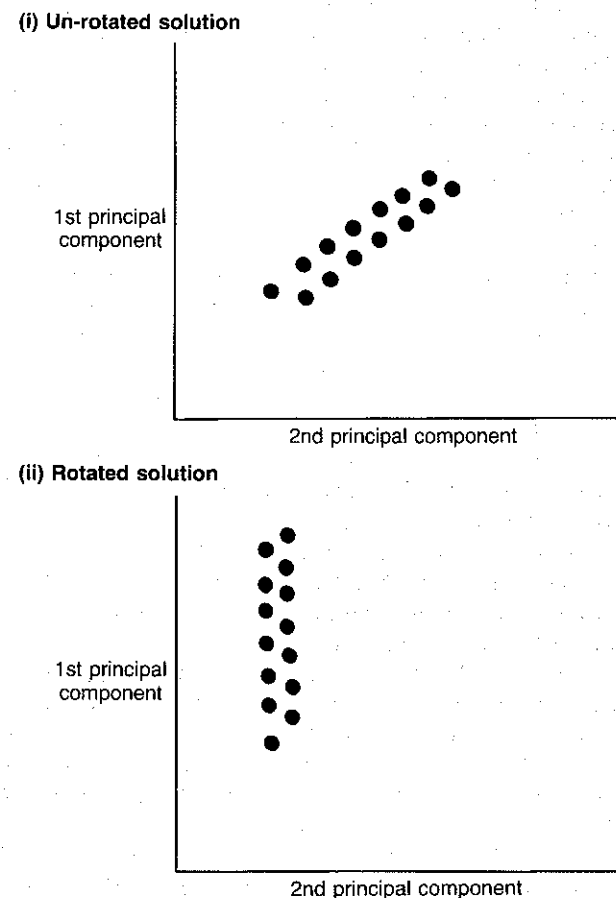 (i) Un-rotated solution
1st principal
component
2nd principal component
(ii) Rotated solution
1st principal
component
2nd principal component